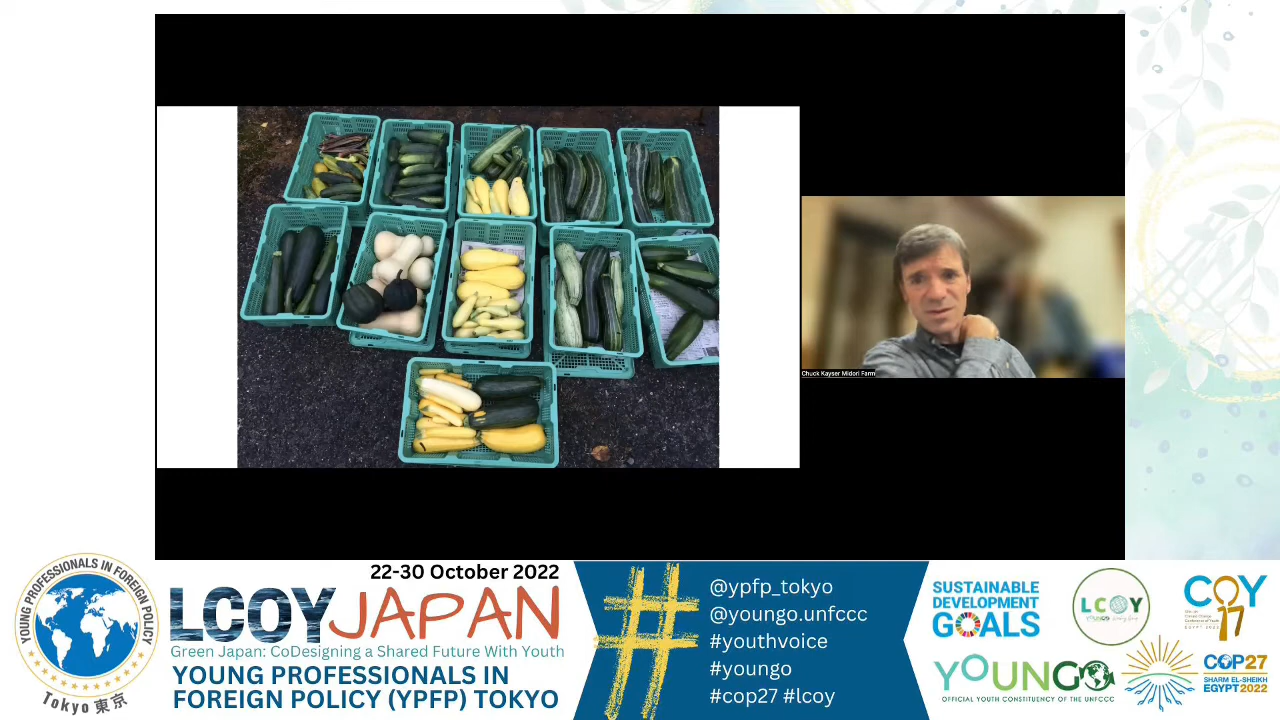 Chuck Kayser Midori Farm
YOUNG PROFESSIONALS IN FOREIGN POLICY
Tokyo 東京
22-30 October 2022
LCOY JAPAN
Green Japan: CoDesigning a Shared Future With Youth
YOUNG PROFESSIONALS IN
FOREIGN POLICY (YPFP) TOKYO
#
@ypfp_tokyo
@youngo.unfccc
#youthvoice
#youngo
#cop27 #lcoy
SUSTAINABLE
DEVELOPMENT
GOALS
LCOY
COY
17
YOUNGO
OFFICIAL YOUTH CONSTITUENCY OF THE UNFCCC
COP27
SHARM EL-SHEIKH
EGYPT2022